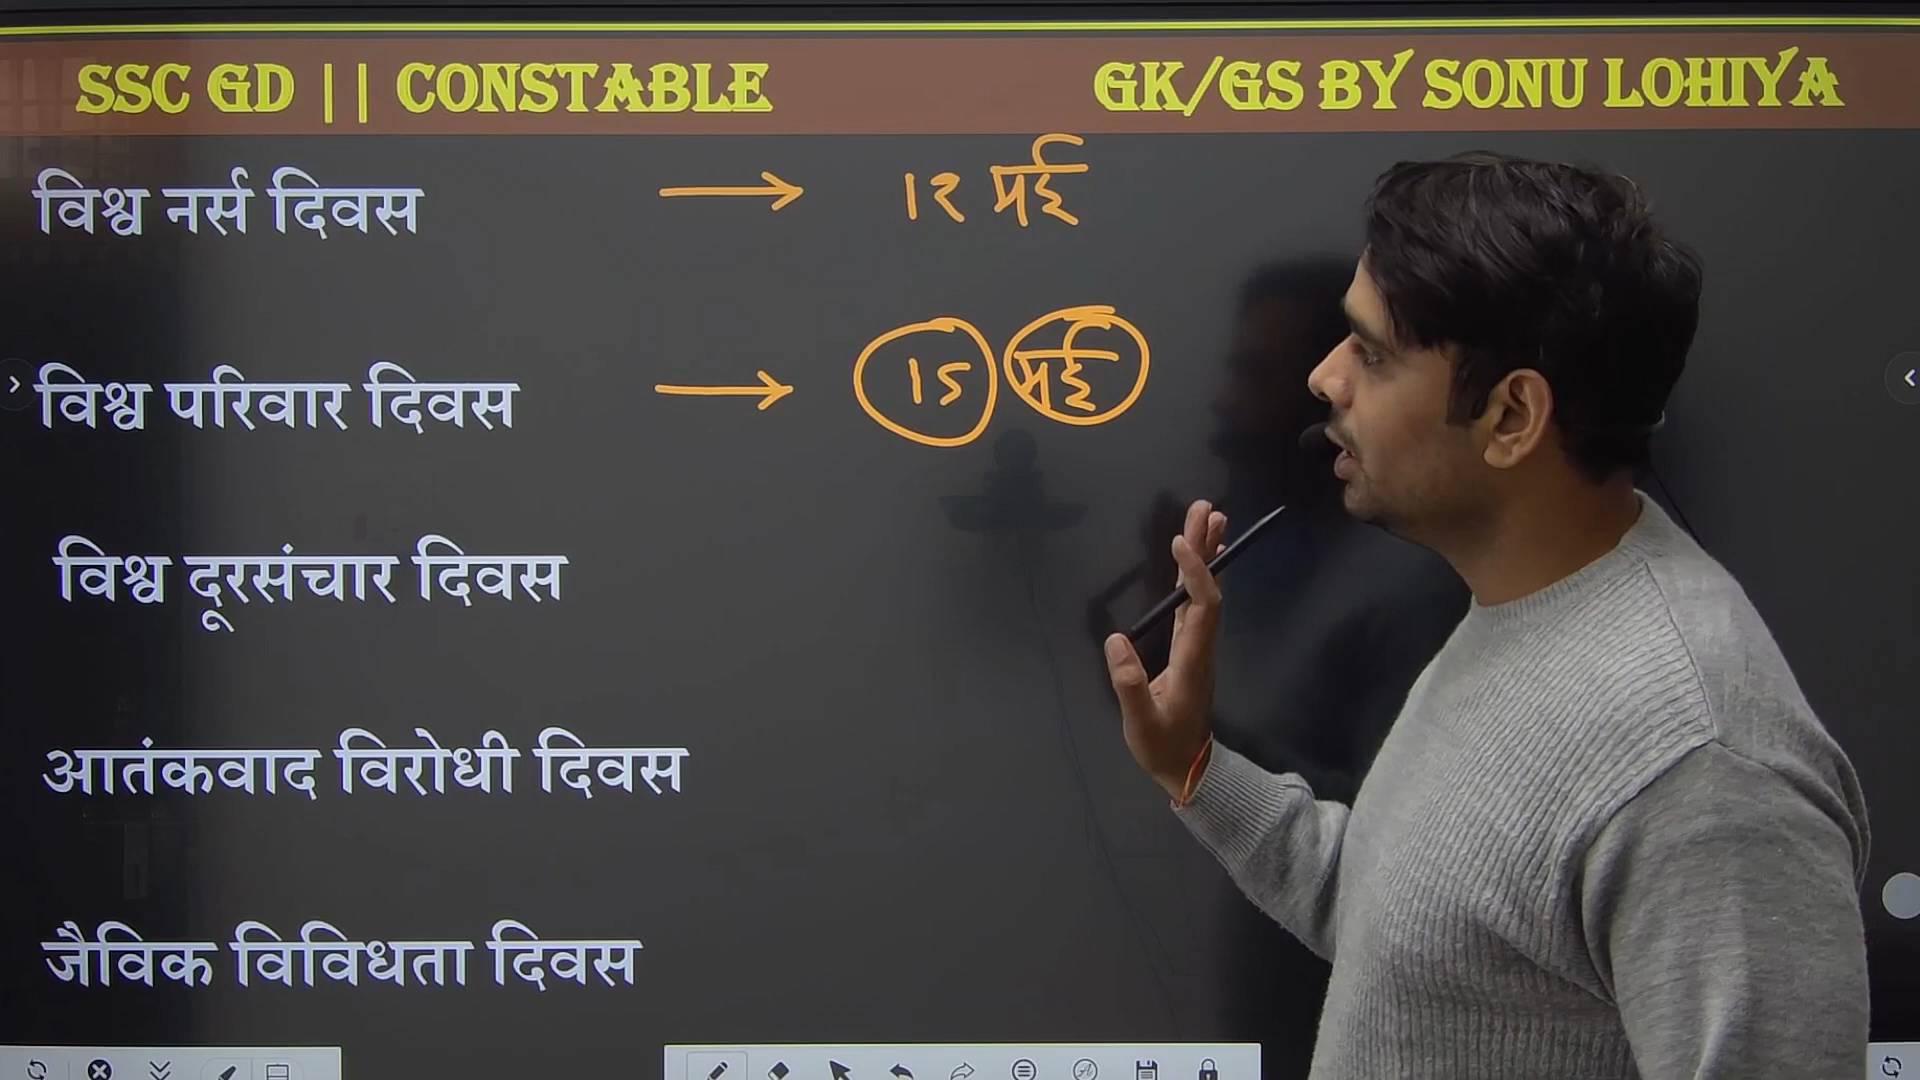 SSC GD || CONSTABLE GK/GS BY SONU LOHIYA
विश्व नर्स दिवस → 12 मई
विश्व परिवार दिवस → 15 मई
विश्व दूरसंचार दिवस
आतंकवाद विरोधी दिवस
जैविक विविधता दिवस